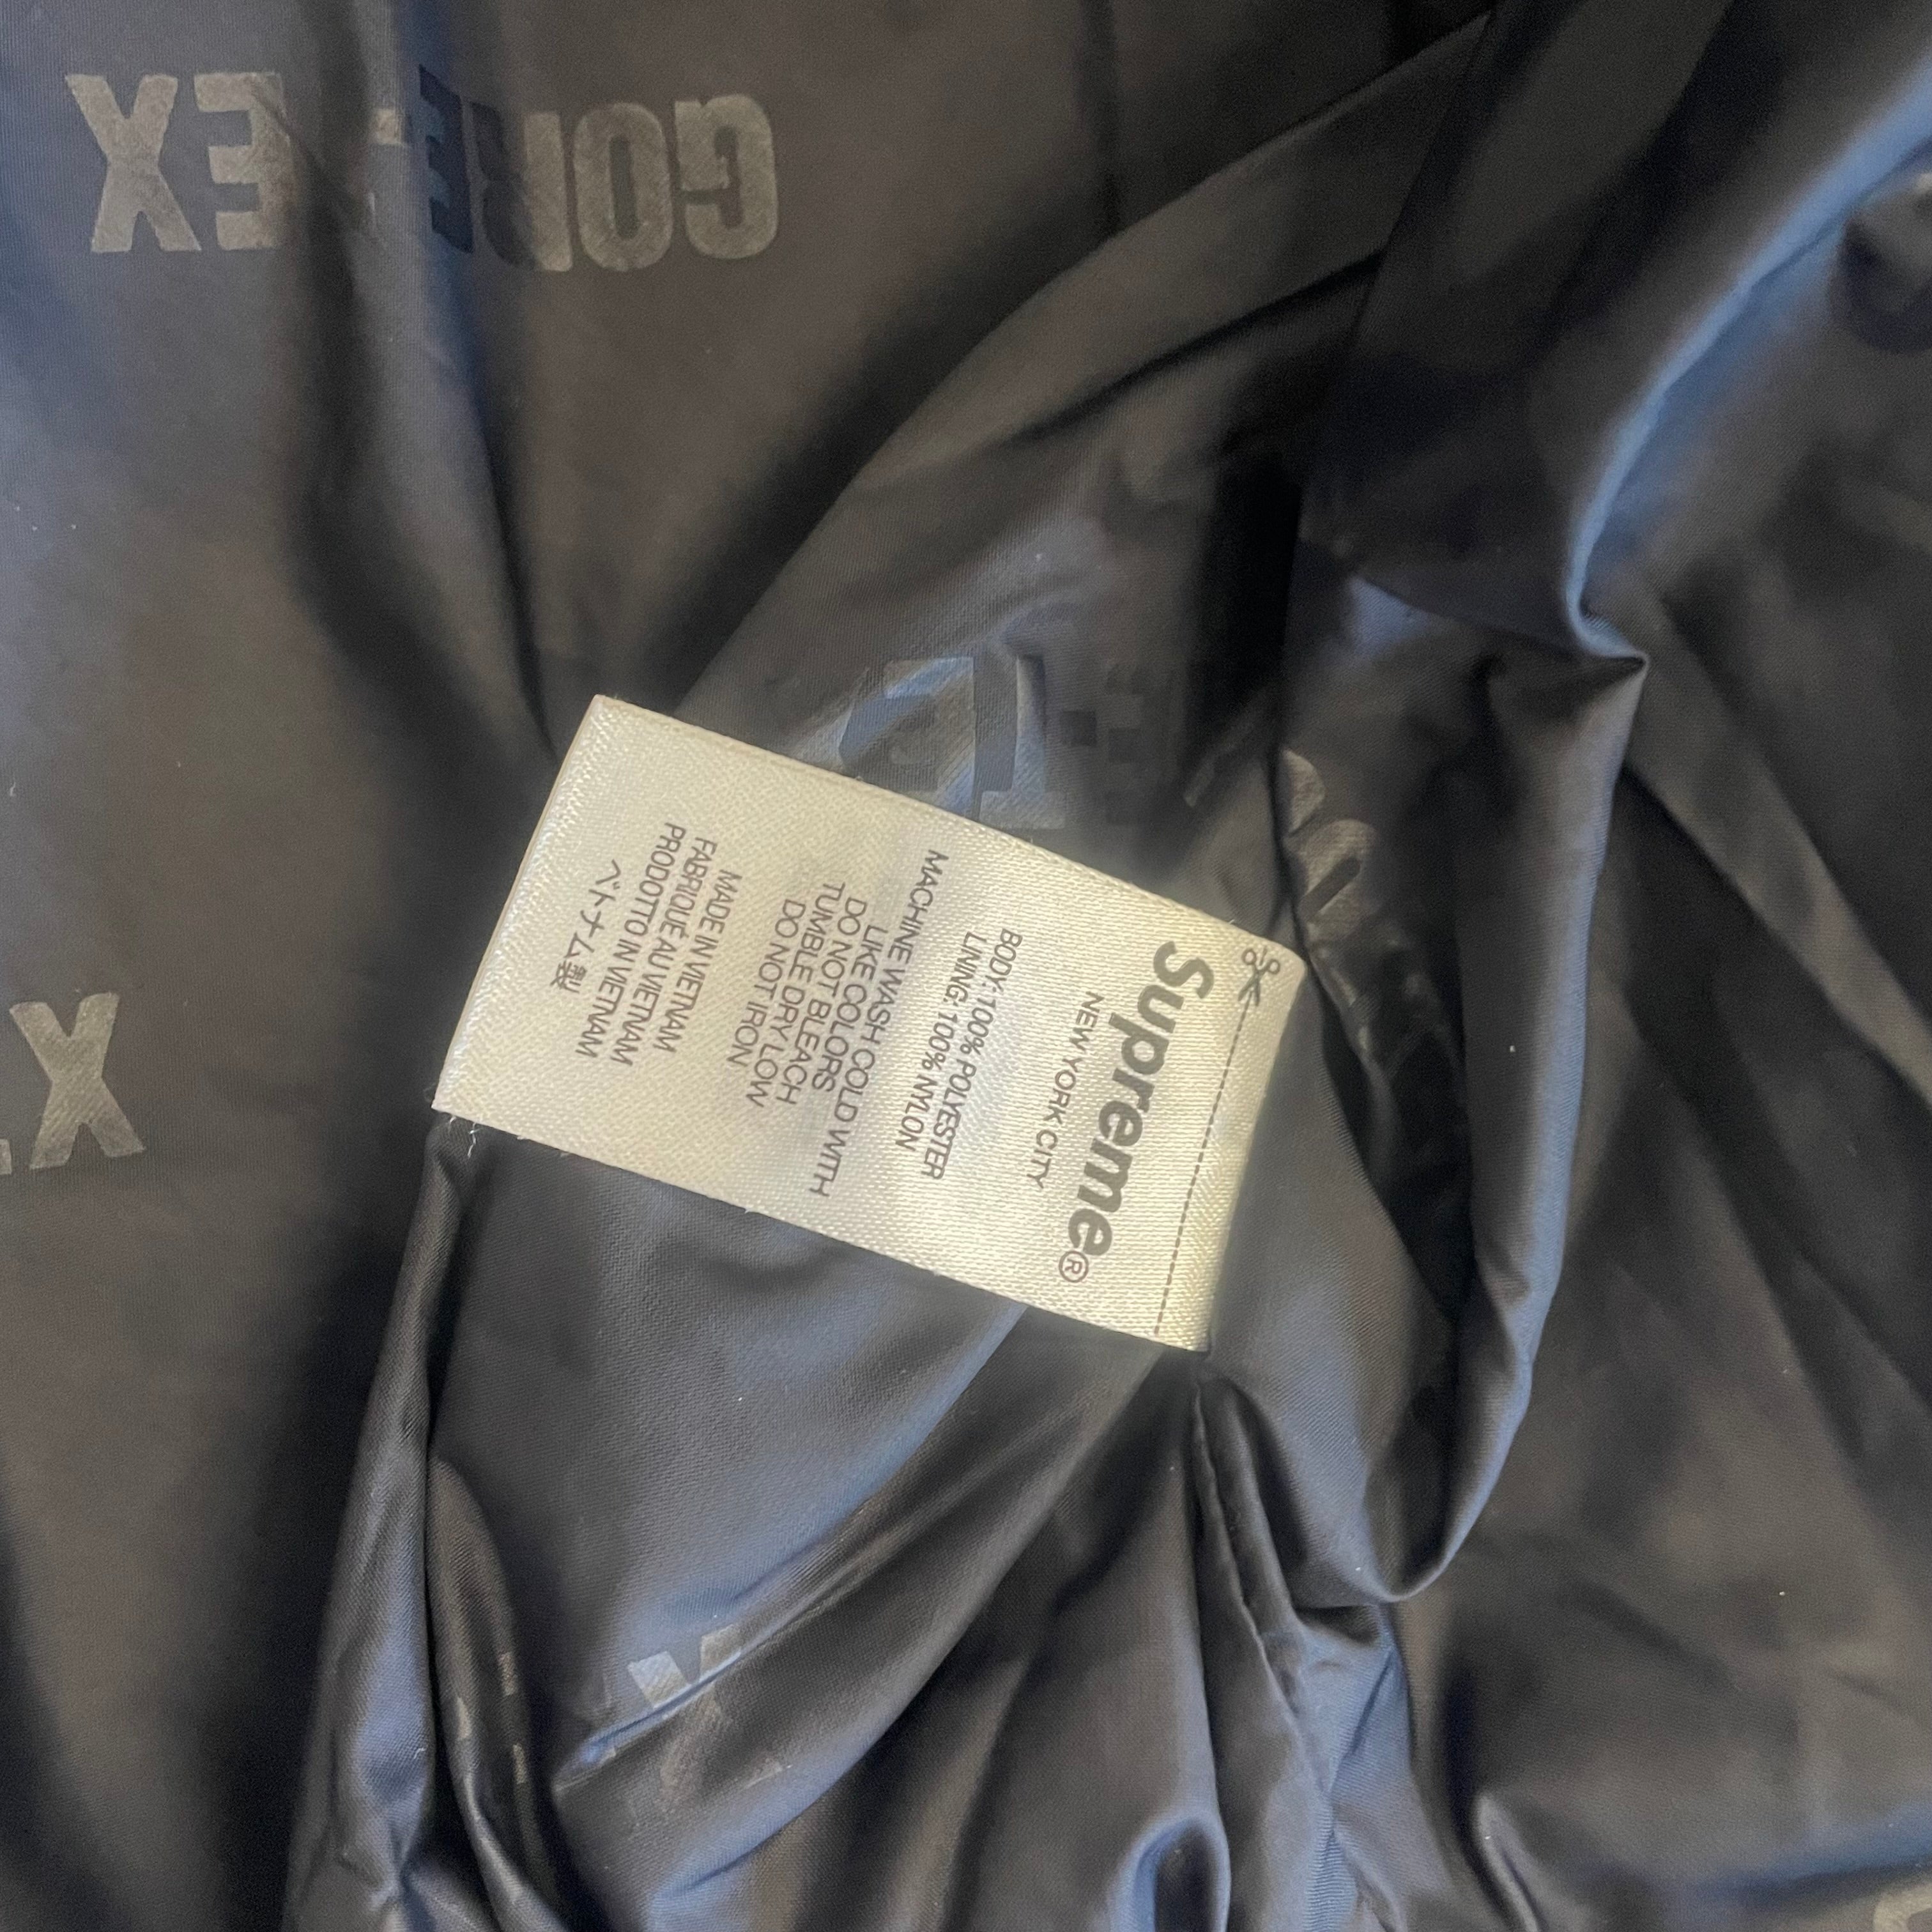 GORE-TEX
Supreme®
NEW YORK CITY
BODY: 100% POLYESTER
LINING: 100% NYLON
MACHINE WASH COLD WITH
LIKE COLORS
DO NOT BLEACH
TUMBLE DRY LOW
DO NOT IRON
MADE IN VIETNAM
FABRIQUÉ AU VIETNAM
PRODOTTO IN VIETNAM
ベトナム製
X